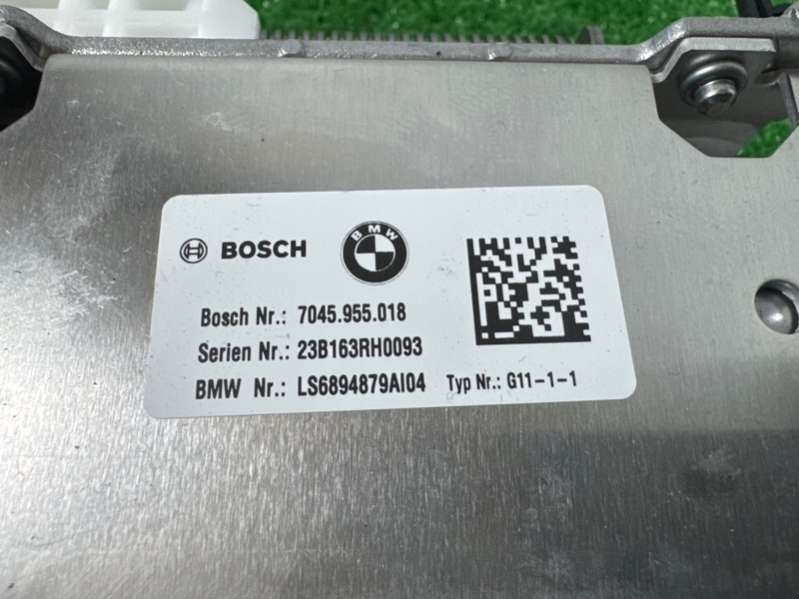 BOSCH
BMW
Bosch Nr.: 7045.955.018
Serien Nr.: 23B163RH0093
BMW Nr.: LS6894879AI04 Typ Nr.: G11-1-1